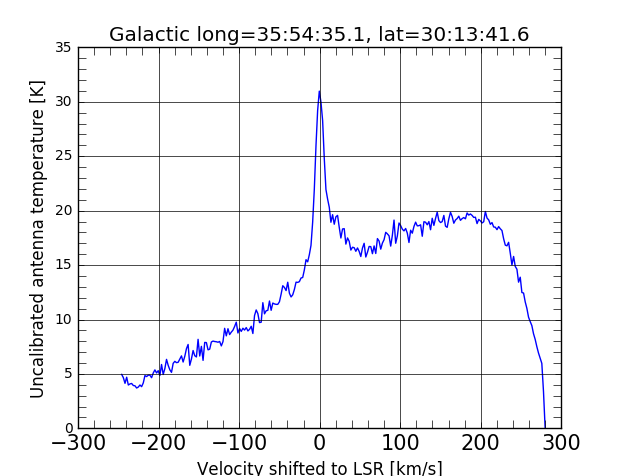 Galactic long=35:54:35.1, lat=30:13:41.6
Uncalibrated antenna temperature [K]
35
30
25
20
15
10
5
0
−300 −200 −100 0 100 200 300
Velocity shifted to LSR [km/s]